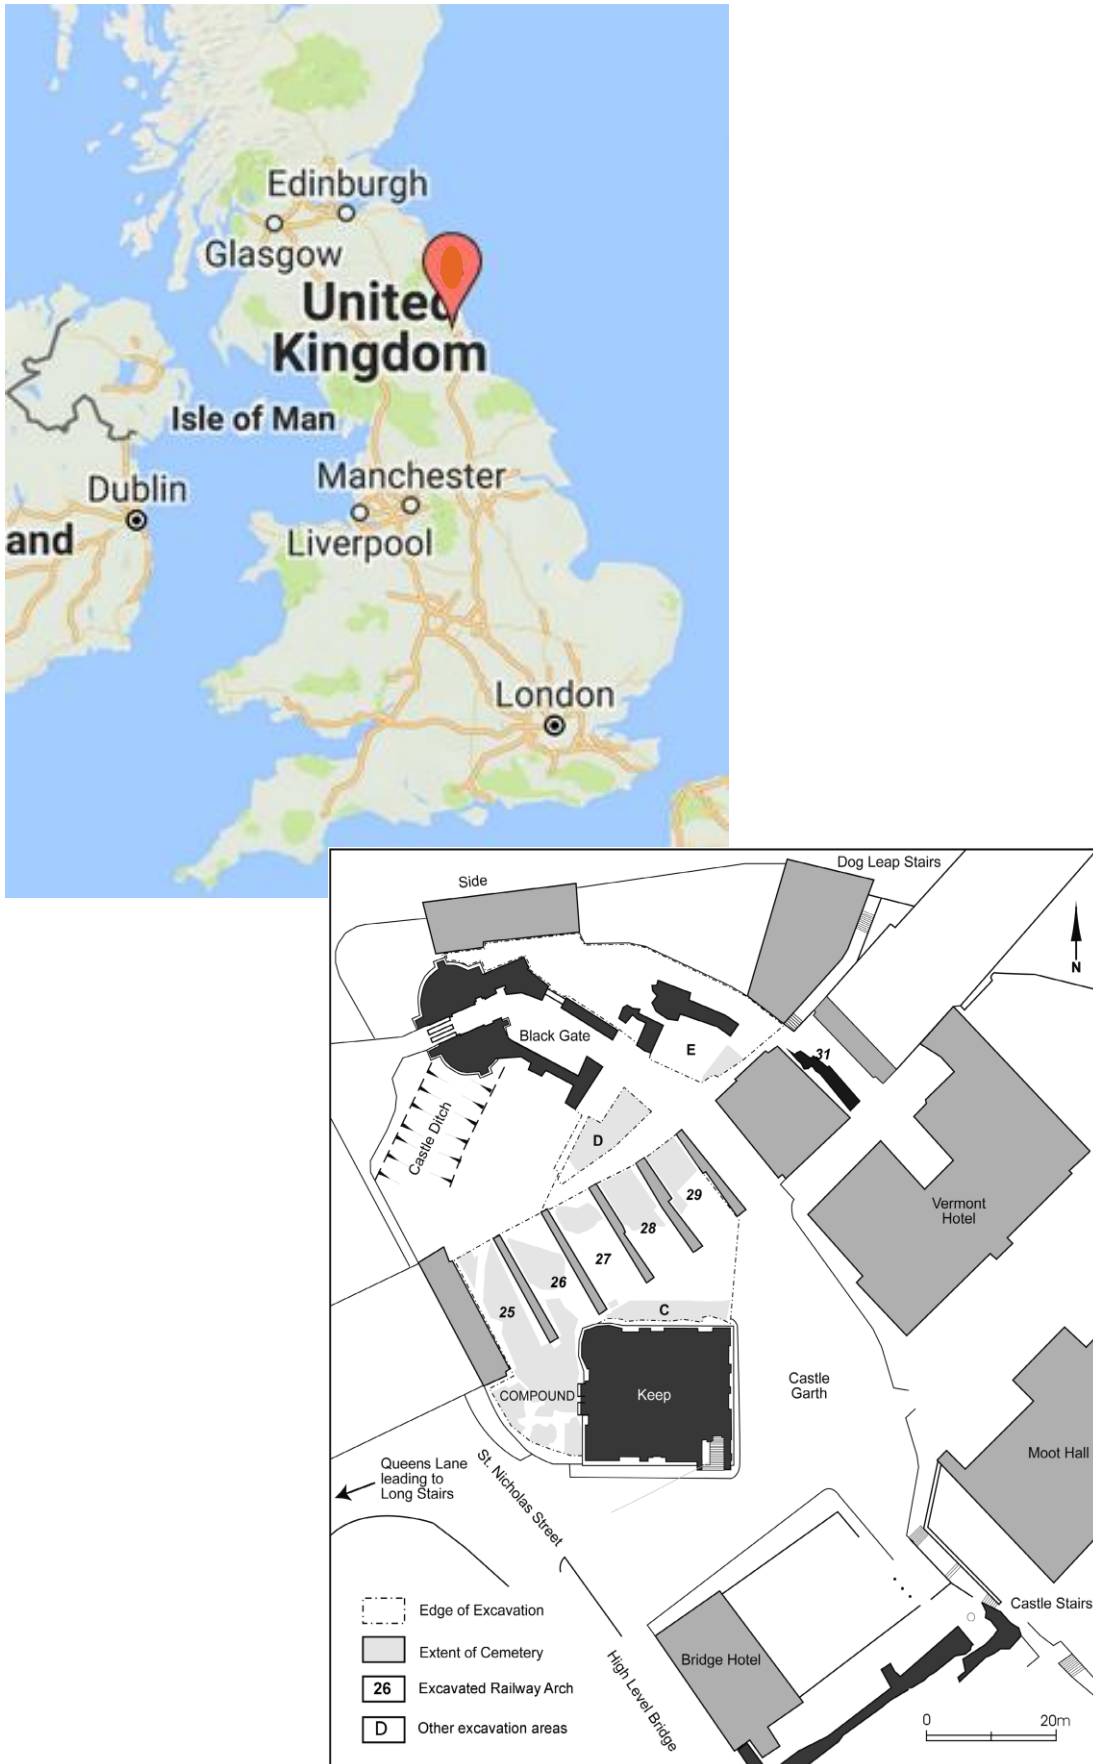 Edinburgh
Glasgow
United
Kingdom
Isle of Man
Manchester
Dublin
and
Liverpool
London
Dog Leap Stairs
Side
N
Black Gate
E
31
Castle Ditch
D
29
Vermont
Hotel
28
27
26
25
C
Castle
Garth
COMPOUND
Keep
Moot Hall
Queens Lane
leading to
Long Stairs
St. Nicholas Street
Castle Stairs
Edge of Excavation
Extent of Cemetery
26 Excavated Railway Arch
D Other excavation areas
Bridge Hotel
High Level Bridge
0 20m